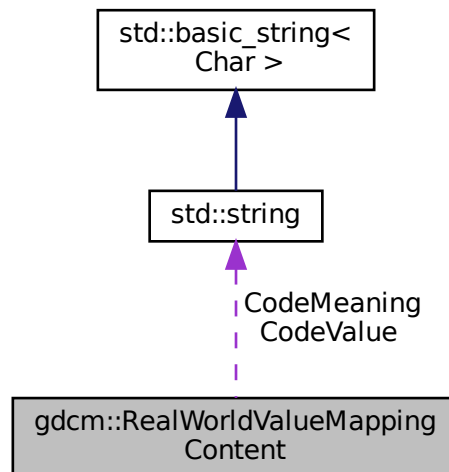 std::basic_string<
Char >
std::string
CodeMeaning
CodeValue
gdcm::RealWorldValueMapping
Content